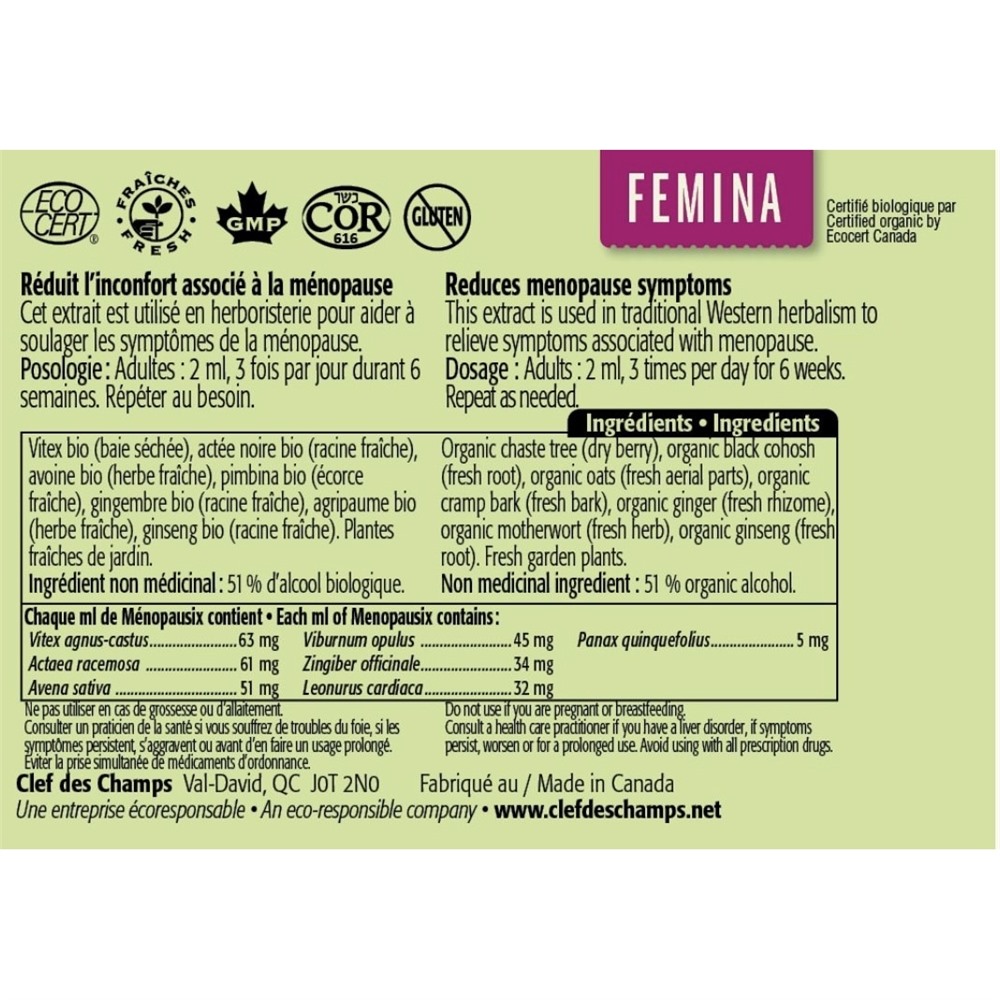 ECO
CERT
®
FRAÎCHES
FRESH
GMP
כשר
COR
616
GLUTEN
FEMINA
Certifié biologique par
Certified organic by
Ecocert Canada
Réduit l'inconfort associé à la ménopause
Cet extrait est utilisé en herboristerie pour aider à
soulager les symptômes de la ménopause.
Posologie : Adultes : 2 ml, 3 fois par jour durant 6
semaines. Répéter au besoin.
Reduces menopause symptoms
This extract is used in traditional Western herbalism to
relieve symptoms associated with menopause.
Dosage : Adults : 2 ml, 3 times per day for 6 weeks.
Repeat as needed.
Ingrédients • Ingredients
Vitex bio (baie séchée), actée noire bio (racine fraîche),
avoine bio (herbe fraîche), pimbina bio (écorce
fraîche), gingembre bio (racine fraîche), agripaume bio
(herbe fraîche), ginseng bio (racine fraîche). Plantes
fraîches de jardin.
Ingrédient non médicinal : 51 % d'alcool biologique.
Organic chaste tree (dry berry), organic black cohosh
(fresh root), organic oats (fresh aerial parts), organic
cramp bark (fresh bark), organic ginger (fresh rhizome),
organic motherwort (fresh herb), organic ginseng (fresh
root). Fresh garden plants.
Non medicinal ingredient : 51 % organic alcohol.
Chaque ml de Ménopausix contient • Each ml of Menopausix contains :
Vitex agnus-castus.......................63 mg
Actaea racemosa ........................ 61 mg
Avena sativa ................................ 51 mg
Viburnum opulus ........................45 mg
Zingiber officinale........................ 34 mg
Leonurus cardiaca....................... 32 mg
Panax quinquefolius...................... 5 mg
Ne pas utiliser en cas de grossesse ou d'allaitement.
Consulter un praticien de la santé si vous souffrez de troubles du foie, si les
symptômes persistent, s'aggravent ou avant d'en faire un usage prolongé.
Éviter la prise simultanée de médicaments d'ordonnance.
Do not use if you are pregnant or breastfeeding.
Consult a health care practitioner if you have a liver disorder, if symptoms
persist, worsen or for a prolonged use. Avoid using with all prescription drugs.
Clef des Champs Val-David, QC J0T 2N0 Fabriqué au / Made in Canada
Une entreprise écoresponsable • An eco-responsible company • www.clefdeschamps.net